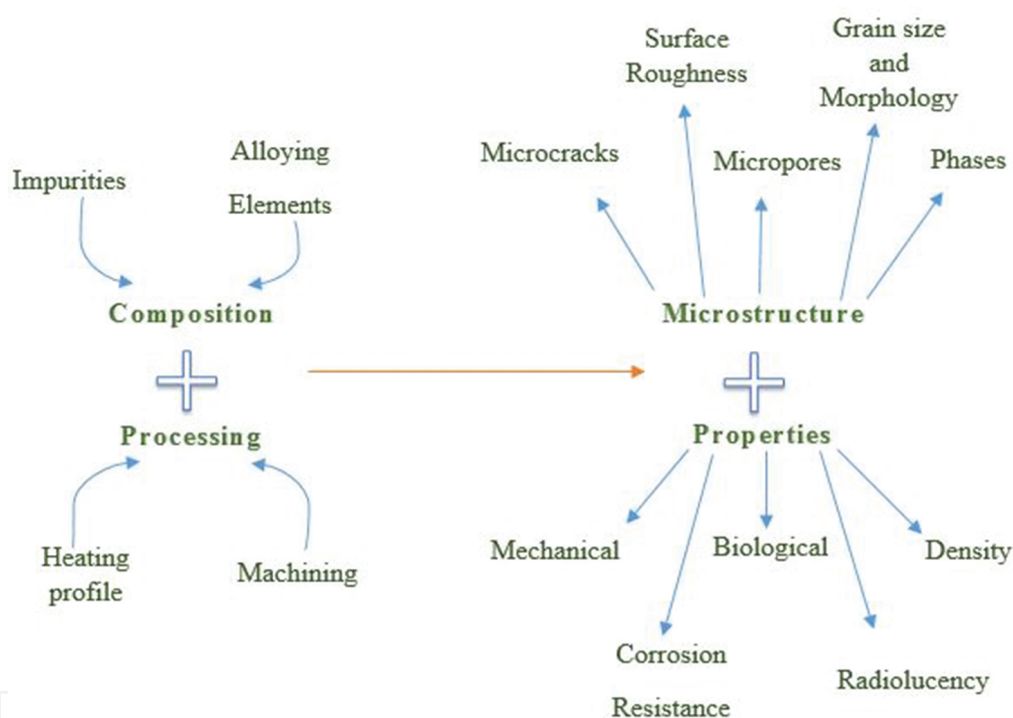 Surface
Roughness
Grain size
and
Morphology
Microcracks
Micropores
Phases
Impurities
Alloying
Elements
Composition
Microstructure
Processing
Properties
Heating
profile
Machining
Mechanical
Biological
Density
Corrosion
Resistance
Radiolucency